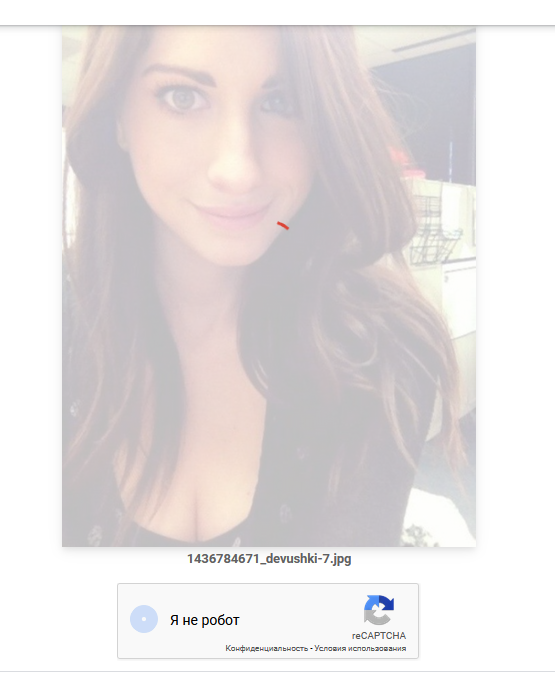 1436784671_devushki-7.jpg
Я не робот
reCAPTCHA
Конфиденциальность - Условия использования